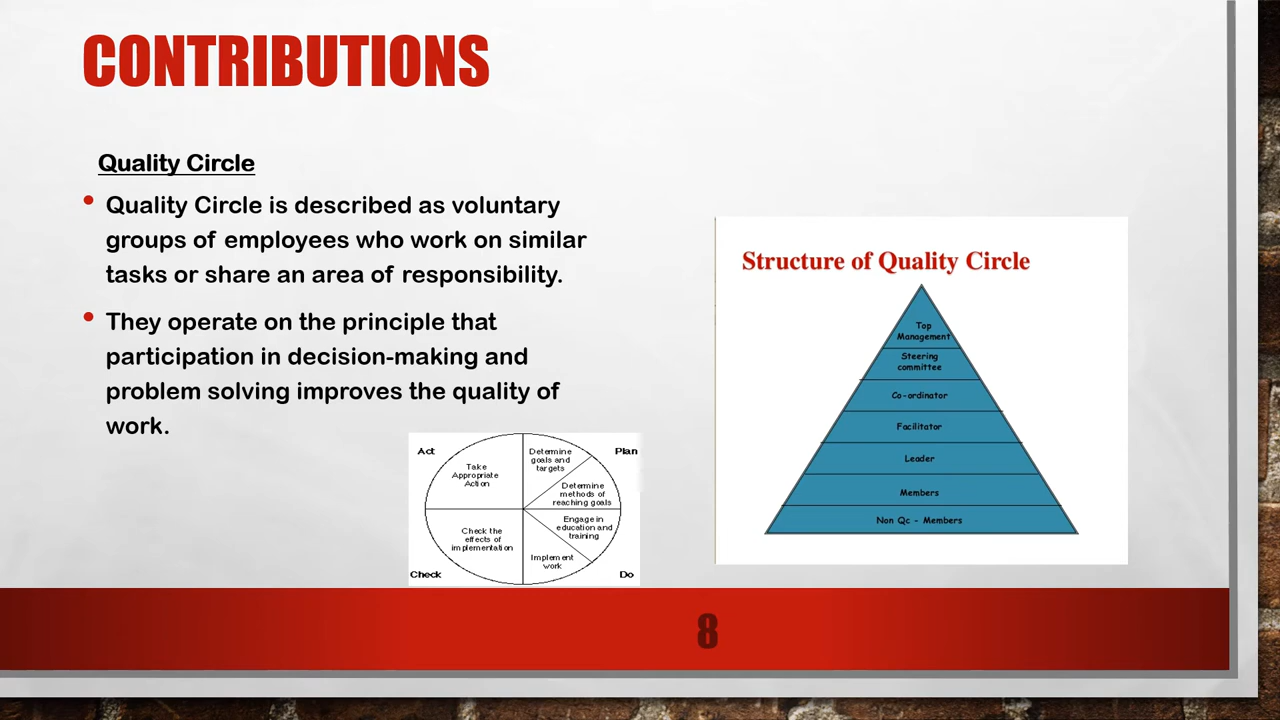 CONTRIBUTIONS
Quality Circle
• Quality Circle is described as voluntary
groups of employees who work on similar
tasks or share an area of responsibility.
• They operate on the principle that
participation in decision-making and
problem solving improves the quality of
work.
Act
Plan
Take
Appropriate
Action
Determine
goals and
targets
Determine
methods of
reaching goals
Engage in
education and
training
Implement
work
Check the
effects of
implementation
Check
Do
Structure of Quality Circle
Top
Management
Steering
committee
Co-ordinator
Facilitator
Leader
Members
Non Qc - Members
8